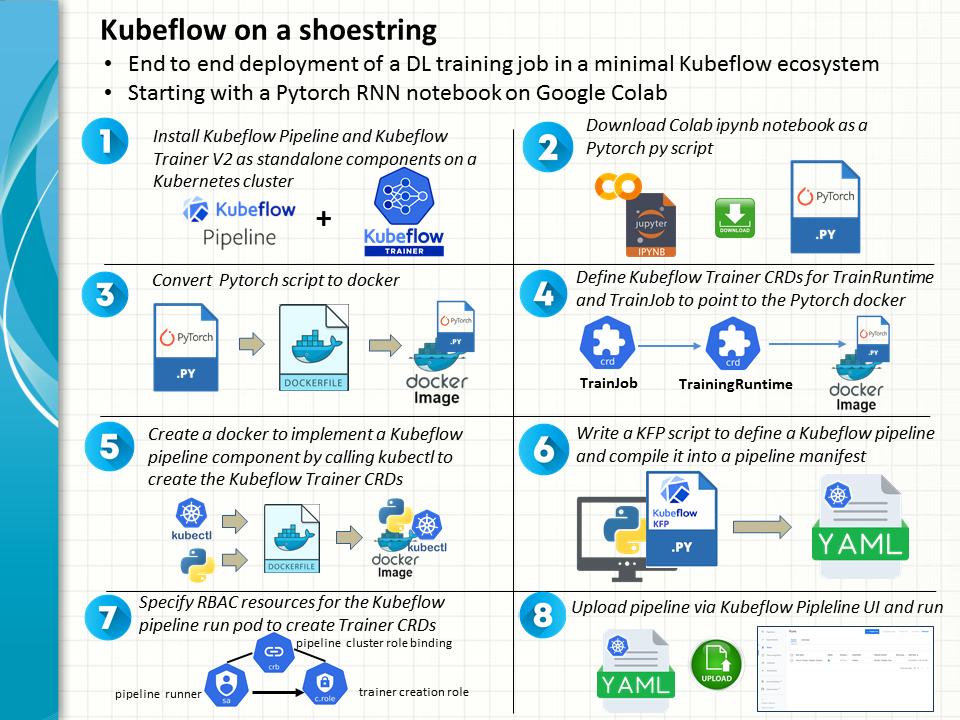 Kubeflow on a shoestring
• End to end deployment of a DL training job in a minimal Kubeflow ecosystem
• Starting with a Pytorch RNN notebook on Google Colab
1
Install Kubeflow Pipeline and Kubeflow
Trainer V2 as standalone components on a
Kubernetes cluster
Kubeflow
Pipeline
+
Kubeflow
TRAINER
2
Download Colab ipynb notebook as a
Pytorch py script
jupyter
IPYNB
DOWNLOAD
PyTorch
.PY
3
Convert Pytorch script to docker
PyTorch
.PY
DOCKERFILE
PyTorch
.PY
docker
Image
4
Define Kubeflow Trainer CRDs for TrainRuntime
and TrainJob to point to the Pytorch docker
crd
TrainJob
crd
TrainingRuntime
PyTorch
.PY
docker
Image
5
Create a docker to implement a Kubeflow
pipeline component by calling kubectl to
create the Kubeflow Trainer CRDs
kubectl
DOCKERFILE
kubectl
docker
Image
6
Write a KFP script to define a Kubeflow pipeline
and compile it into a pipeline manifest
Kubeflow
KFP
.PY
YAML
7
Specify RBAC resources for the Kubeflow
pipeline run pod to create Trainer CRDs
pipeline cluster role binding
crb
pipeline runner
sa
c.role
trainer creation role
8
Upload pipeline via Kubeflow Pipleline UI and run
YAML
UPLOAD